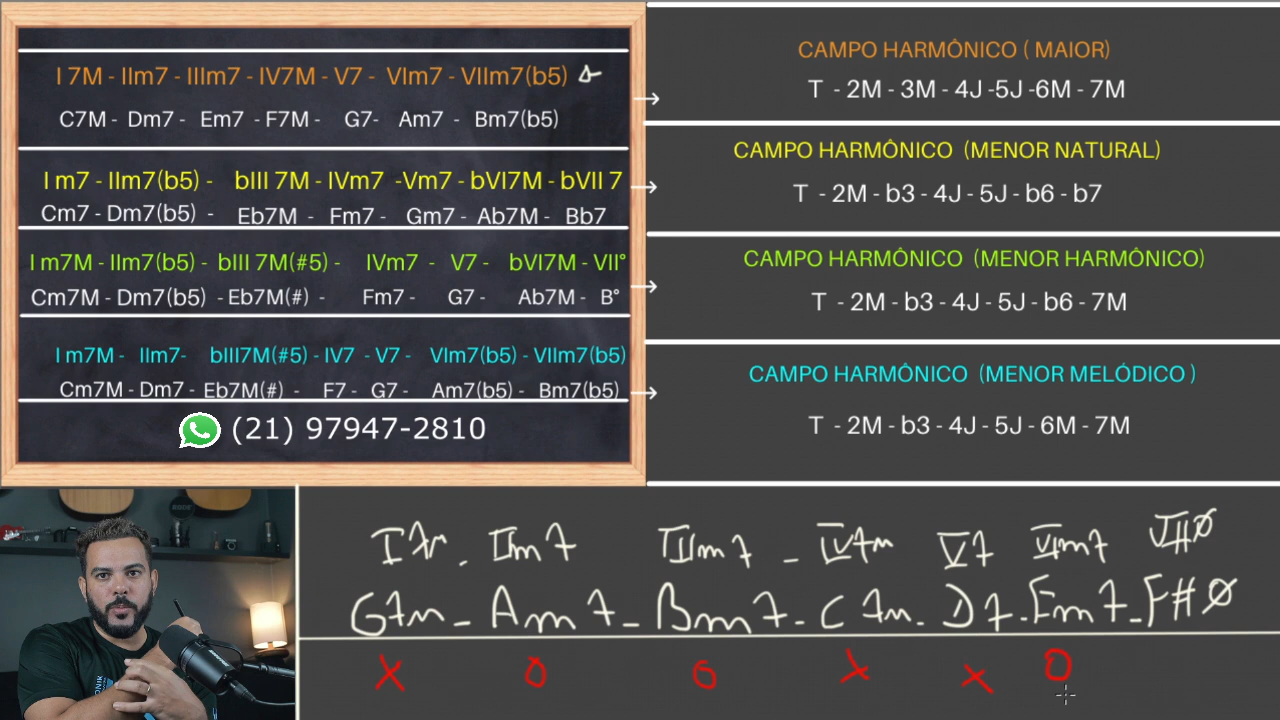 I 7M - IIm7 - IIIm7 - IV7M - V7 - VIm7 - VIIm7(b5)
C7M - Dm7 - Em7 - F7M - G7- Am7 - Bm7(b5)
I m7 - IIm7(b5) - bIII 7M - IVm7 -Vm7 - bVI7M - bVII 7
Cm7 - Dm7(b5) - Eb7M - Fm7 - Gm7 - Ab7M - Bb7
I m7M - IIm7(b5) - bIII 7M(#5) - IVm7 - V7 - bVI7M - VII°
Cm7M - Dm7(b5) - Eb7M(#) - Fm7 - G7 - Ab7M - B°
I m7M - IIm7- bIII7M(#5) - IV7 - V7 - VIm7(b5) - VIIm7(b5)
Cm7M - Dm7 - Eb7M(#) - F7 - G7 - Am7(b5) - Bm7(b5)
(21) 97947-2810
CAMPO HARMÔNICO ( MAIOR)
T - 2M - 3M - 4J -5J -6M - 7M
CAMPO HARMÔNICO (MENOR NATURAL)
T - 2M - b3 - 4J - 5J - b6 - b7
CAMPO HARMÔNICO (MENOR HARMÔNICO)
T - 2M - b3 - 4J - 5J - b6 - 7M
CAMPO HARMÔNICO (MENOR MELÓDICO )
T - 2M - b3 - 4J - 5J - 6M - 7M
I7M - IIm7 IIIm7 - IV7M V7 VIm7 VIIØ
G7M - Am7 - Bm7 - C7M - D7 - Em7 - F#Ø
X O O X X O